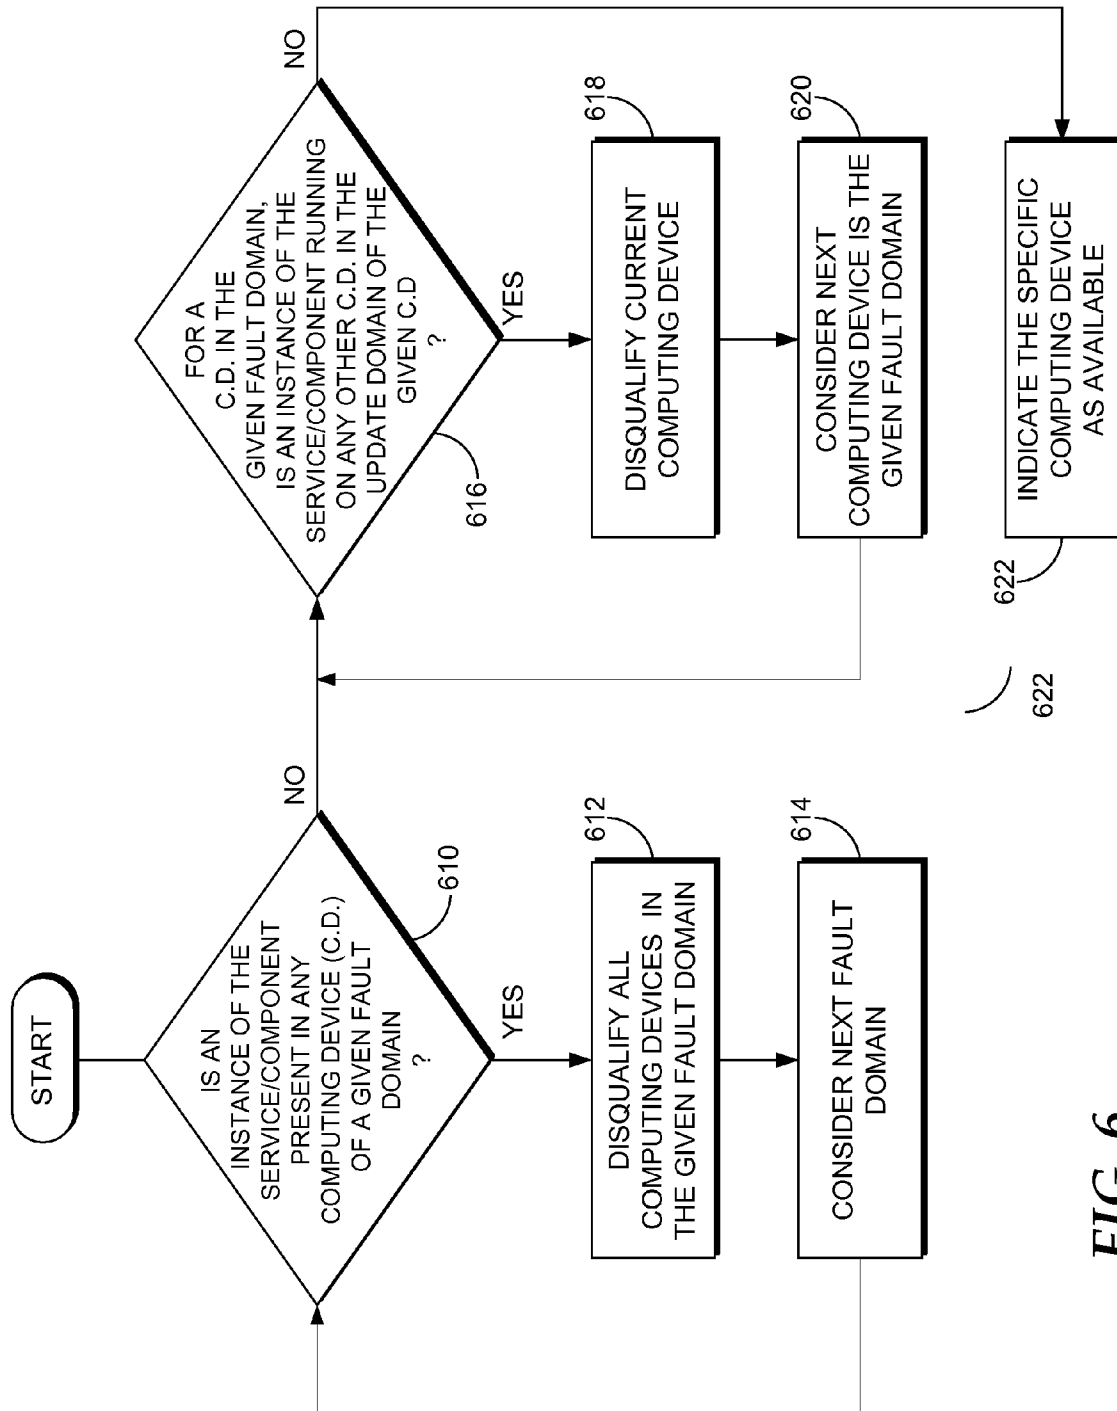 START
IS AN
INSTANCE OF THE
SERVICE/COMPONENT
PRESENT IN ANY
COMPUTING DEVICE (C.D.)
OF A GIVEN FAULT
DOMAIN
?
610
NO
YES
DISQUALIFY ALL
COMPUTING DEVICES IN
THE GIVEN FAULT DOMAIN
612
CONSIDER NEXT FAULT
DOMAIN
614
FOR A
C.D. IN THE
GIVEN FAULT DOMAIN,
IS AN INSTANCE OF THE
SERVICE/COMPONENT RUNNING
ON ANY OTHER C.D. IN THE
UPDATE DOMAIN OF THE
GIVEN C.D
?
616
NO
YES
DISQUALIFY CURRENT
COMPUTING DEVICE
618
CONSIDER NEXT
COMPUTING DEVICE IS THE
GIVEN FAULT DOMAIN
620
INDICATE THE SPECIFIC
COMPUTING DEVICE
AS AVAILABLE
622
622
FIG. 6